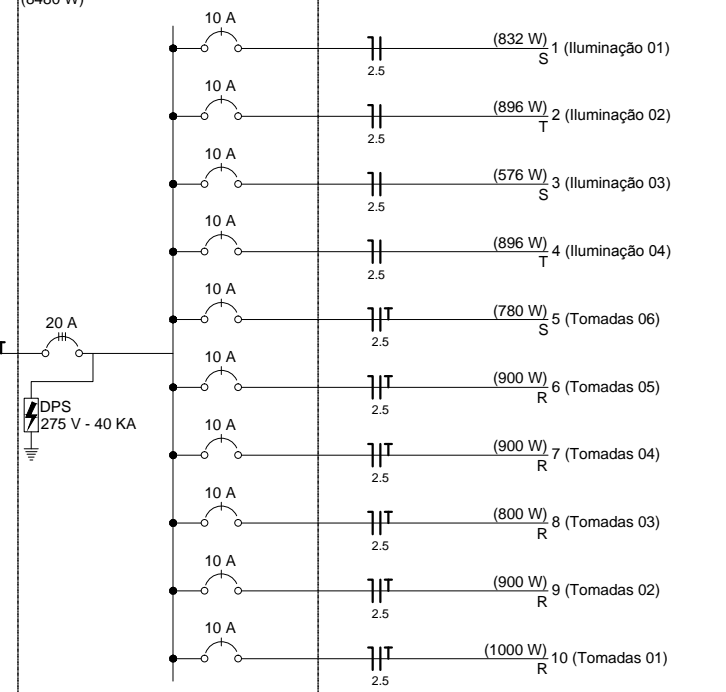 10 A
(832 W)
S
1 (Iluminação 01)
2.5
10 A
(896 W)
T
2 (Iluminação 02)
2.5
10 A
(576 W)
S
3 (Iluminação 03)
2.5
10 A
(896 W)
T
4 (Iluminação 04)
2.5
10 A
(780 W)
S
5 (Tomadas 06)
2.5
20 A
DPS
275 V - 40 KA
10 A
(900 W)
R
6 (Tomadas 05)
2.5
10 A
(900 W)
R
7 (Tomadas 04)
2.5
10 A
(800 W)
R
8 (Tomadas 03)
2.5
10 A
(900 W)
R
9 (Tomadas 02)
2.5
10 A
(1000 W)
R
10 (Tomadas 01)
2.5